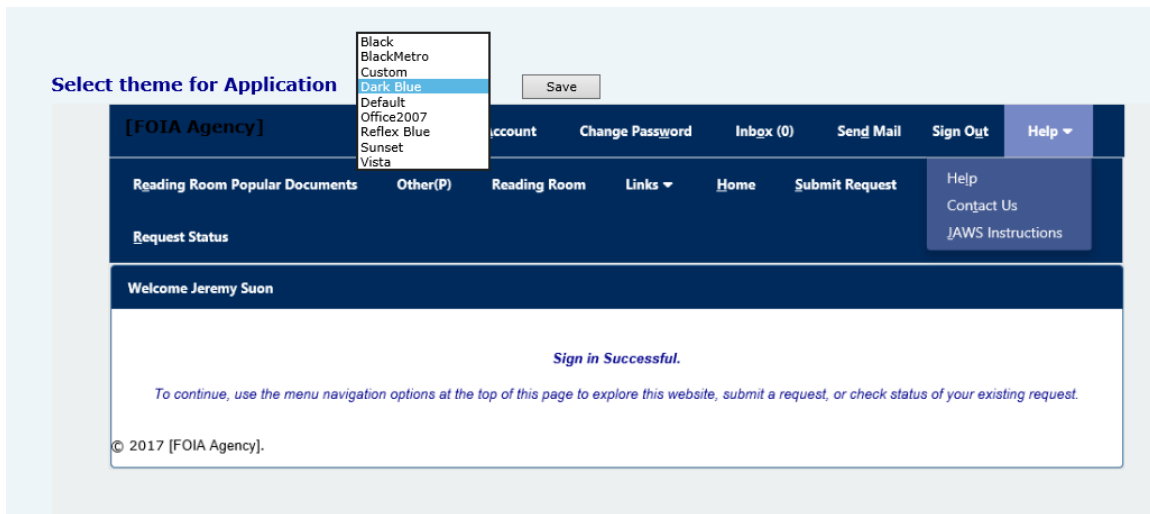 Black
BlackMetro
Custom
Select theme for Application Dark Blue Save
Default
Office2007
Reflex Blue
Sunset
Vista
[FOIA Agency] Account Change Password Inbox (0) Send Mail Sign Out Help
Reading Room Popular Documents Other(P) Reading Room Links Home Submit Request
Help
Contact Us
JAWS Instructions
Request Status
Welcome Jeremy Suon
Sign in Successful.
To continue, use the menu navigation options at the top of this page to explore this website, submit a request, or check status of your existing request.
© 2017 [FOIA Agency].